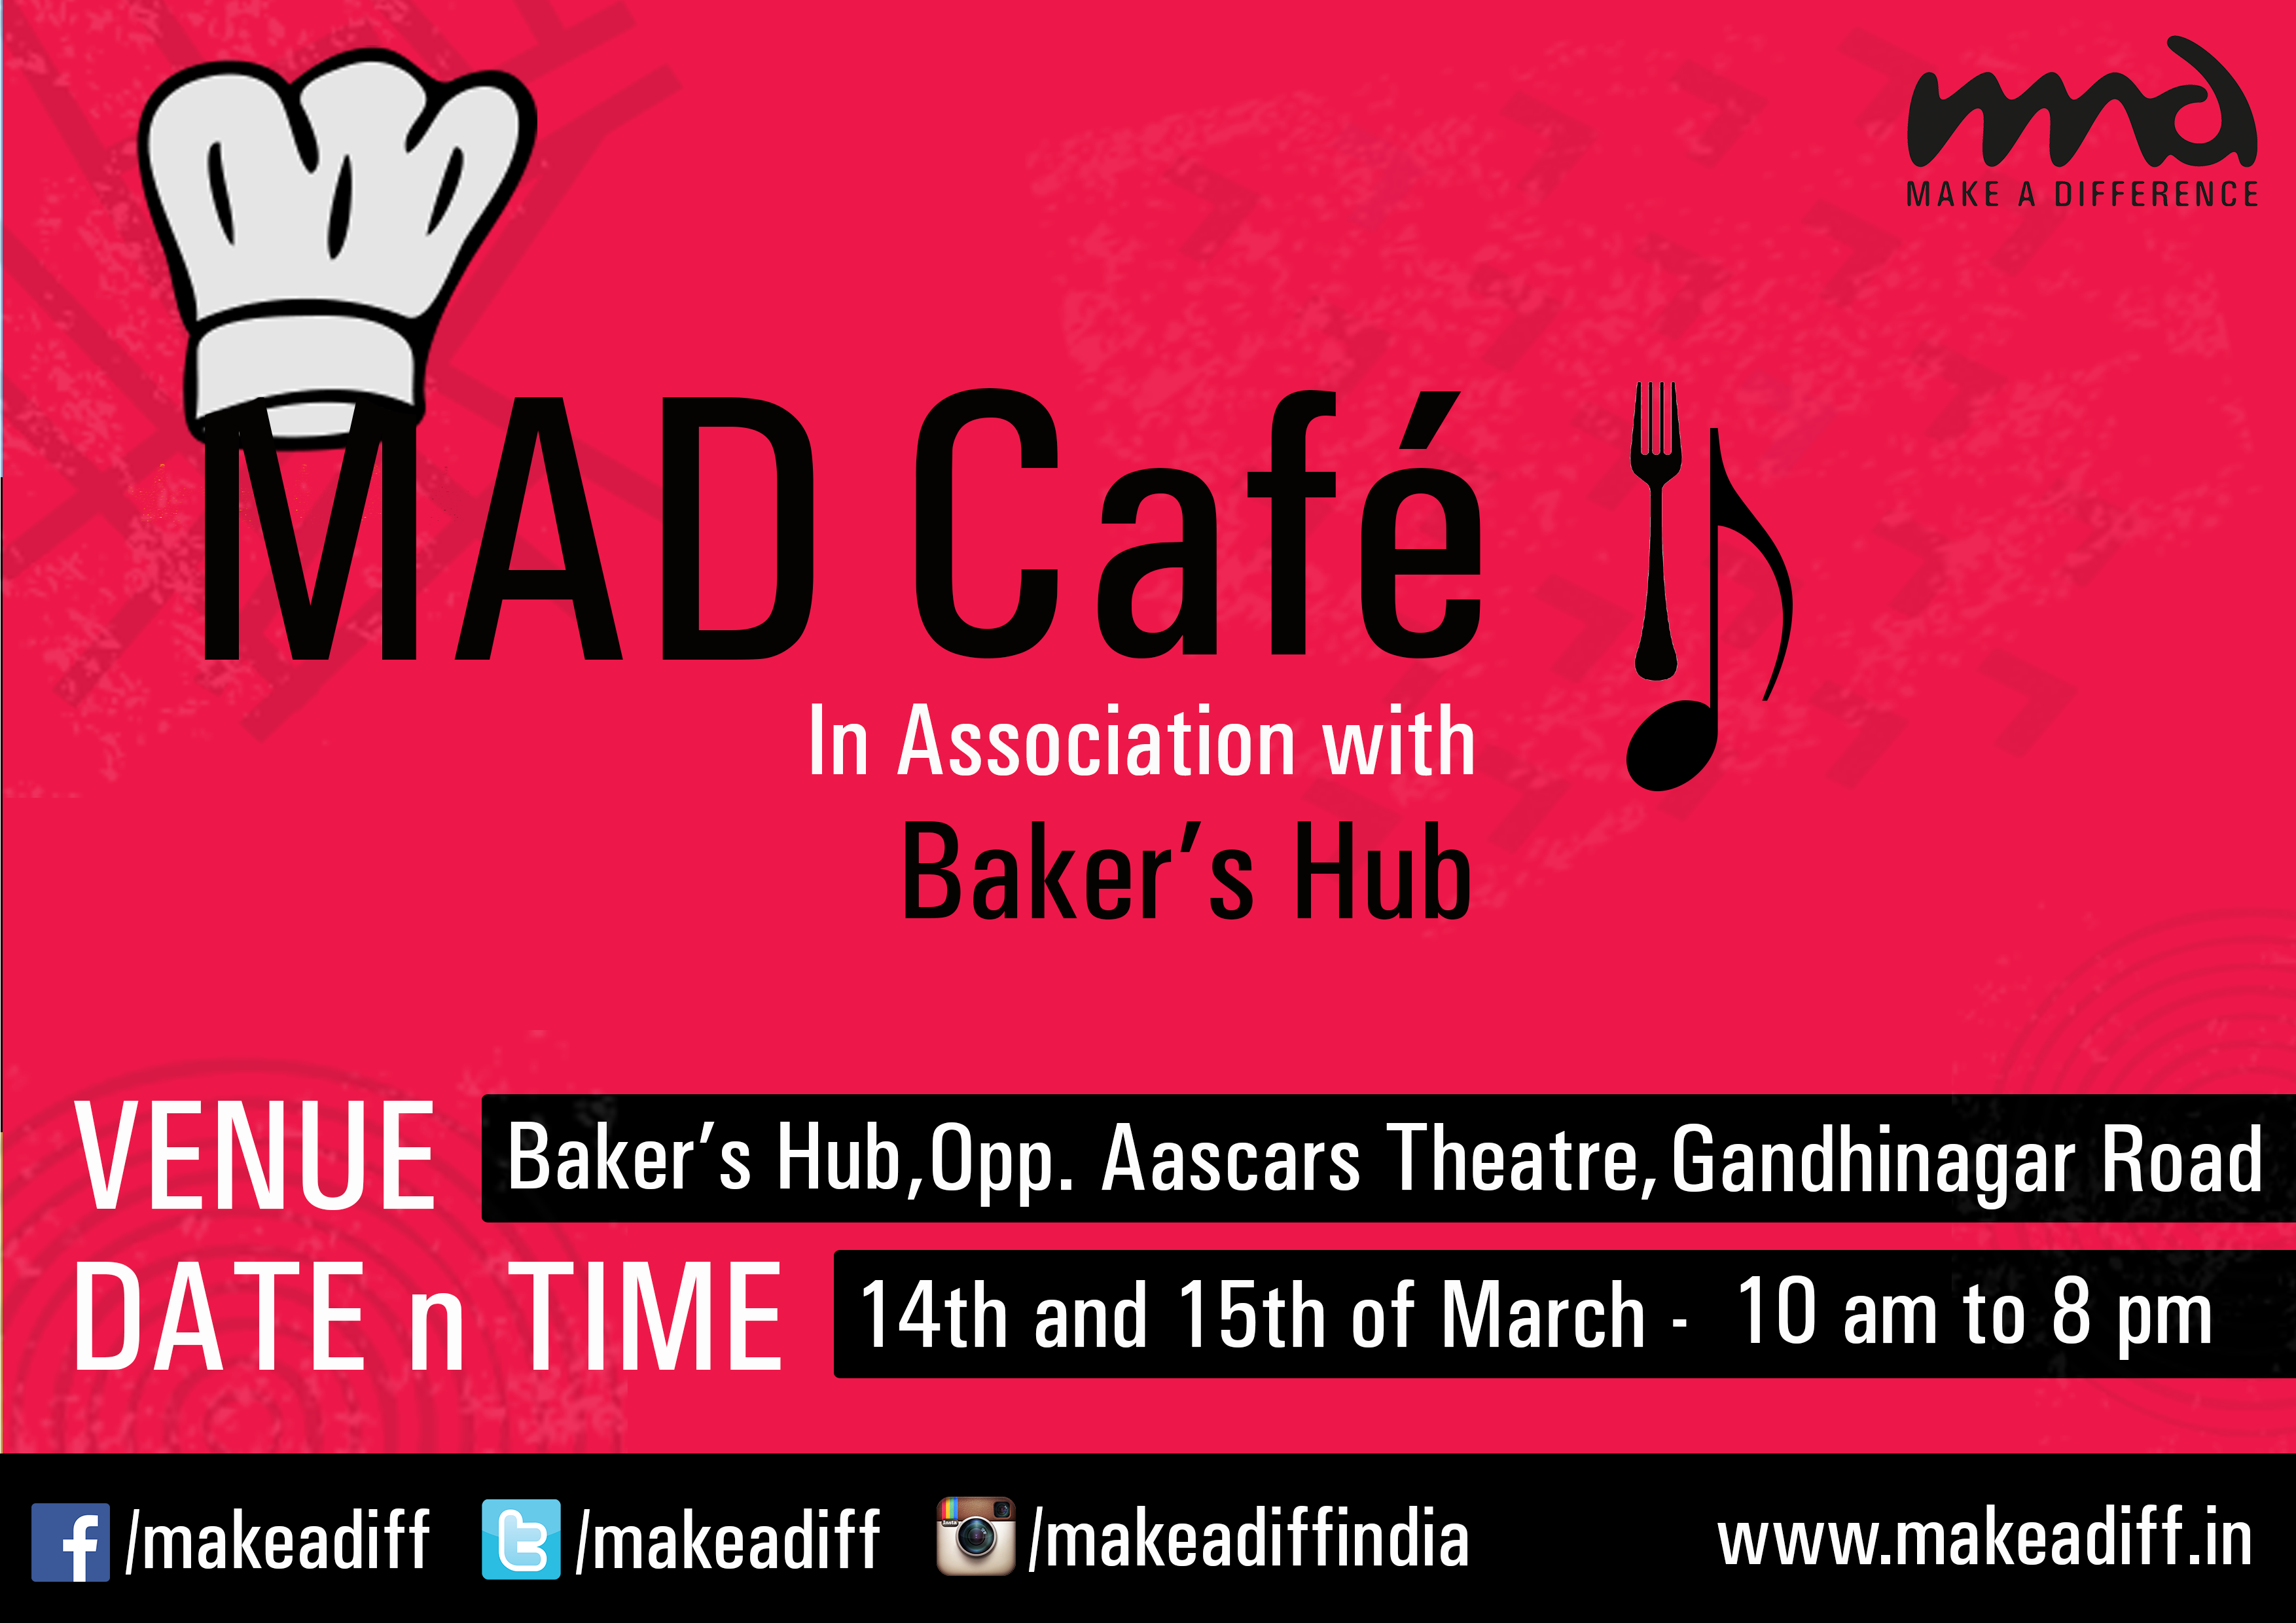 mad
MAKE A DIFFERENCE
MAD Café
In Association with
Baker’s Hub
VENUE Baker’s Hub,Opp. Aascars Theatre,Gandhinagar Road
DATE n TIME 14th and 15th of March - 10 am to 8 pm
/makeadiff /makeadiff /makeadiffindia www.makeadiff.in